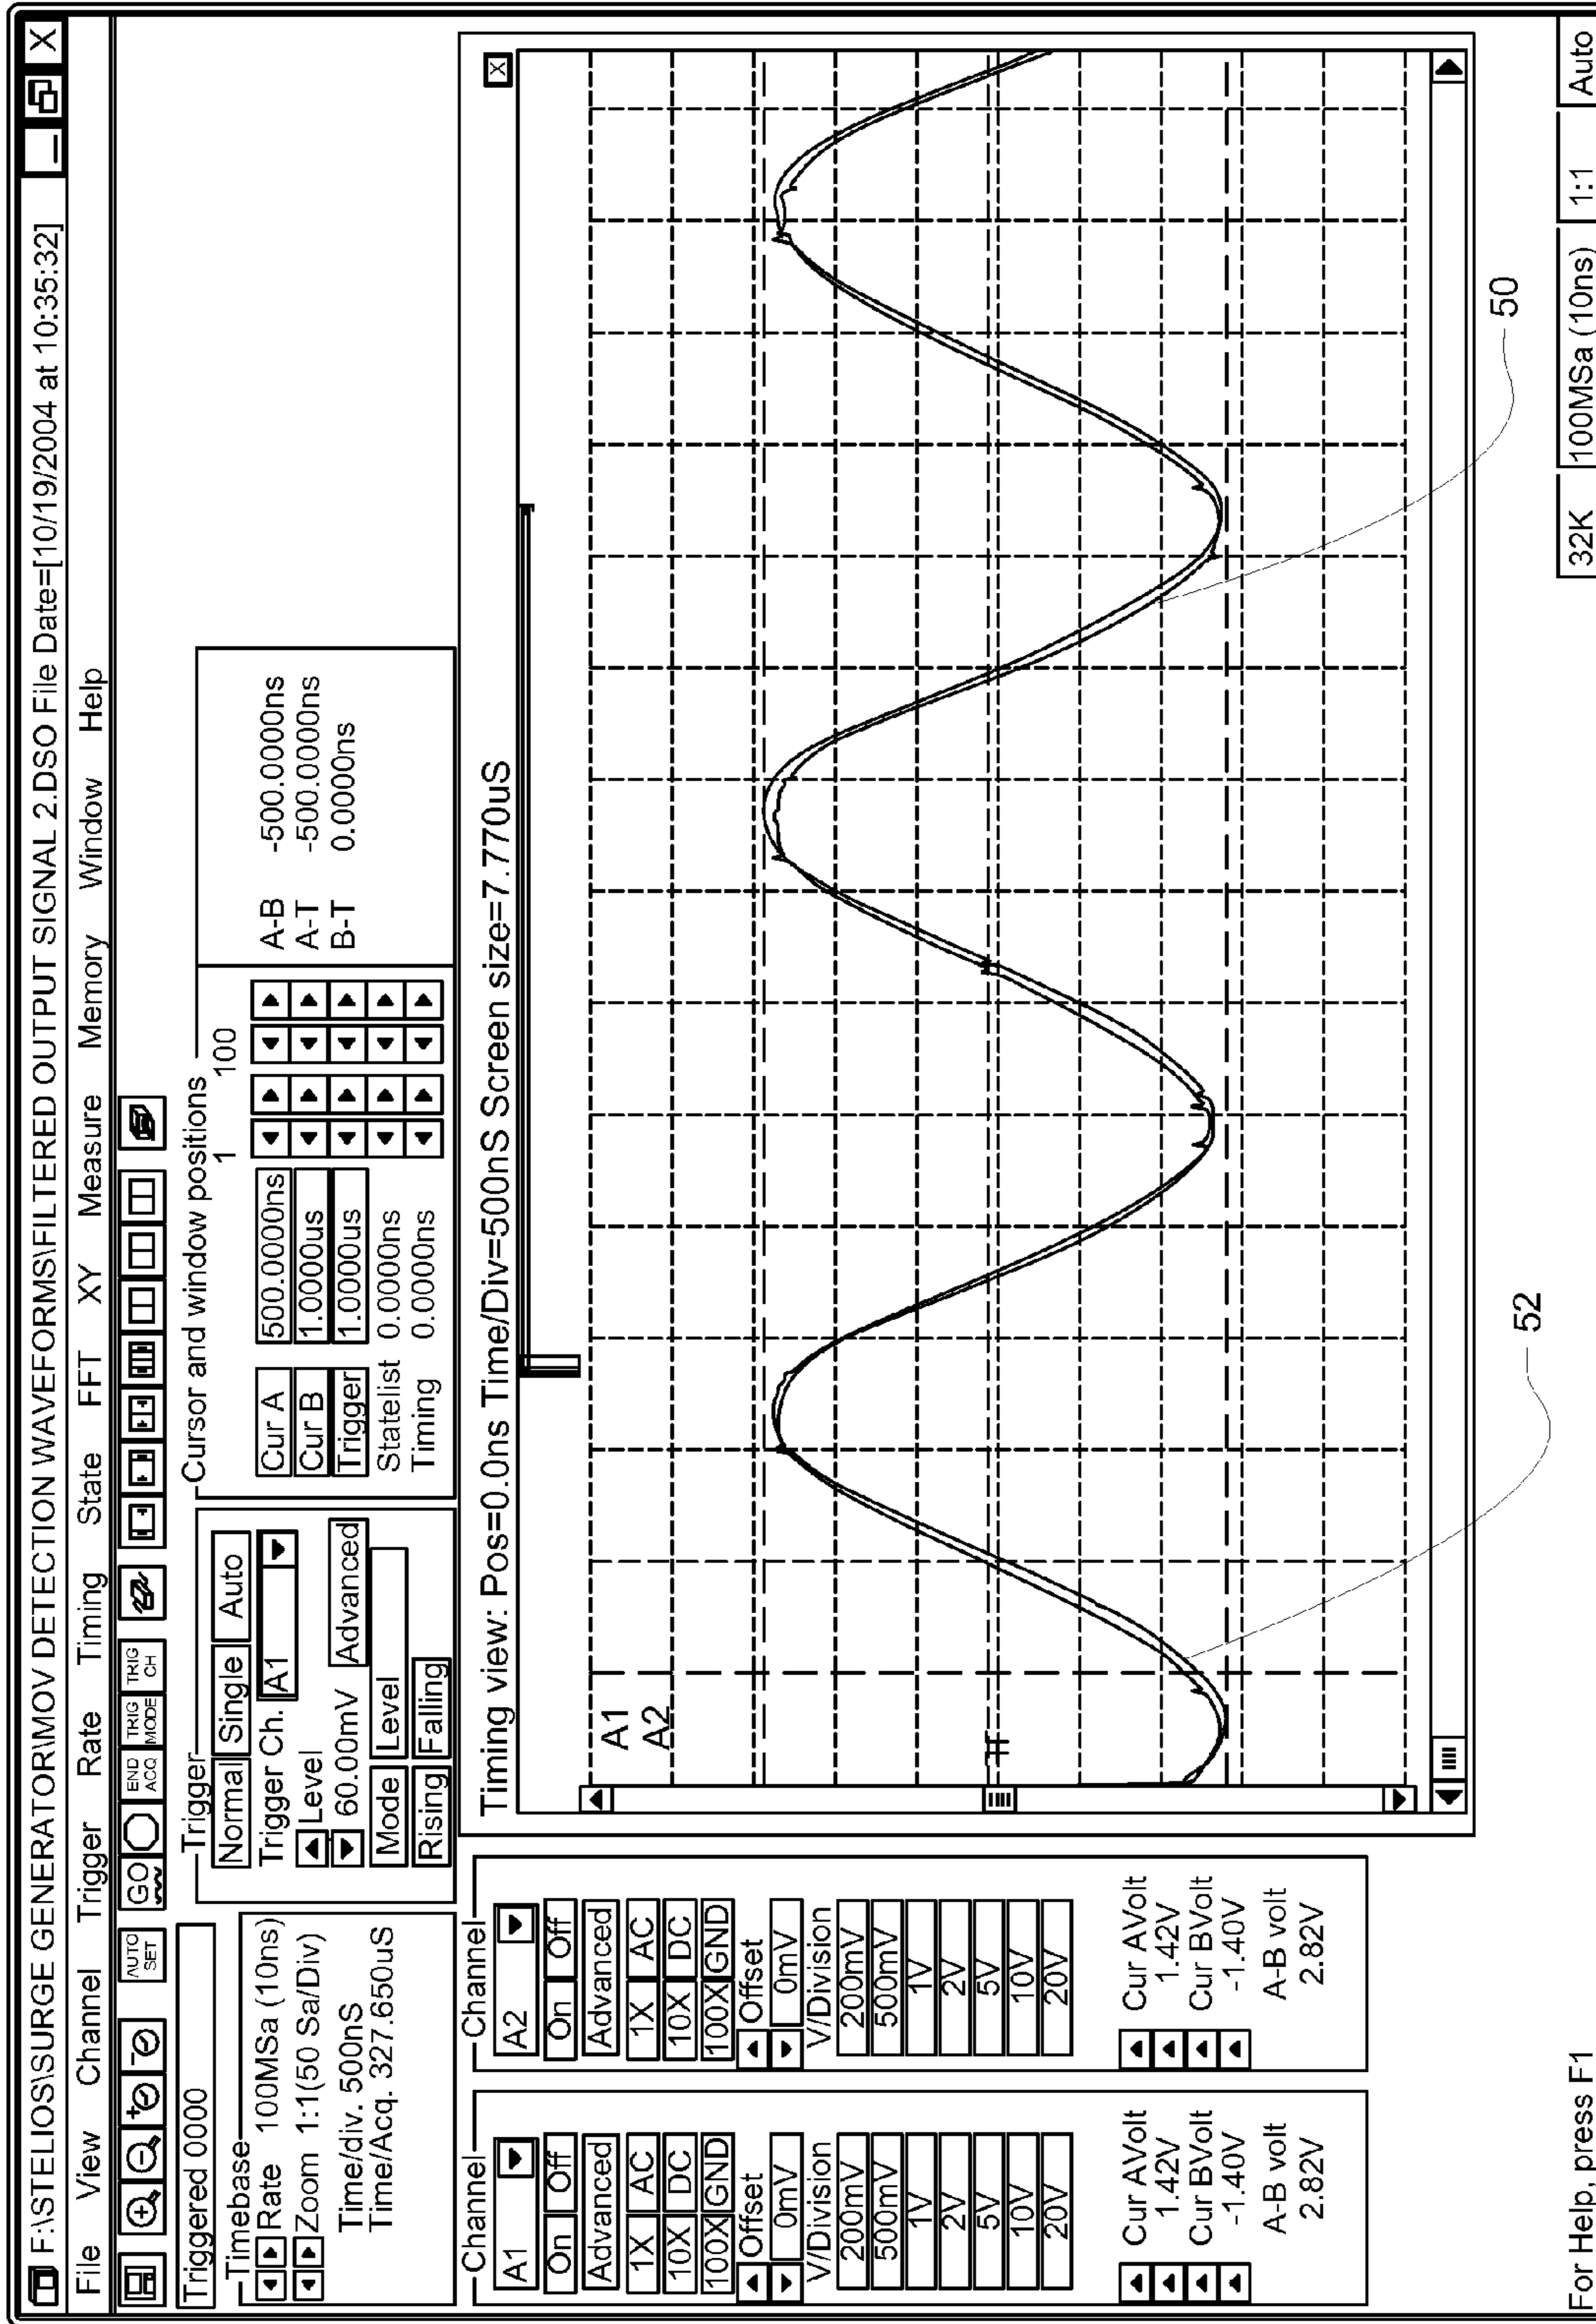 F:\STELIOS\SURGE GENERATOR\MOV DETECTION WAVEFORMS\FILTERED OUTPUT SIGNAL 2.DSO File Date=[10/19/2004 at 10:35:32]
File View Channel Trigger Rate Timing State FFT XY Measure Memory Window Help
AUTO SET GO END ACQ TRIG MODE TRIG CH
Triggered 0000
Timebase
Rate 100MSa (10ns)
Zoom 1:1(50 Sa/Div)
Time/div. 500nS
Time/Acq. 327.650uS
Trigger
Normal Single Auto
Trigger Ch. A1
Level
60.00mV Advanced
Mode Level
Rising Falling
Cursor and window positions
1 100
Cur A 500.0000ns
Cur B 1.0000us
Trigger 1.0000us
Statelist 0.0000ns
Timing 0.0000ns
A-B -500.0000ns
A-T -500.0000ns
B-T 0.0000ns
Channel
A1
On Off
Advanced
1X AC
10X DC
100X GND
Offset
0mV
V/Division
200mV
500mV
1V
2V
5V
10V
20V
Cur AVolt
1.42V
Cur BVolt
-1.40V
A-B volt
2.82V
Channel
A2
On Off
Advanced
1X AC
10X DC
100X GND
Offset
0mV
V/Division
200mV
500mV
1V
2V
5V
10V
20V
Cur AVolt
1.42V
Cur BVolt
-1.40V
A-B volt
2.82V
Timing view: Pos=0.0ns Time/Div=500nS Screen size=7.770uS
A1
A2
52
50
For Help, press F1
32K 100MSa (10ns) 1:1 Auto